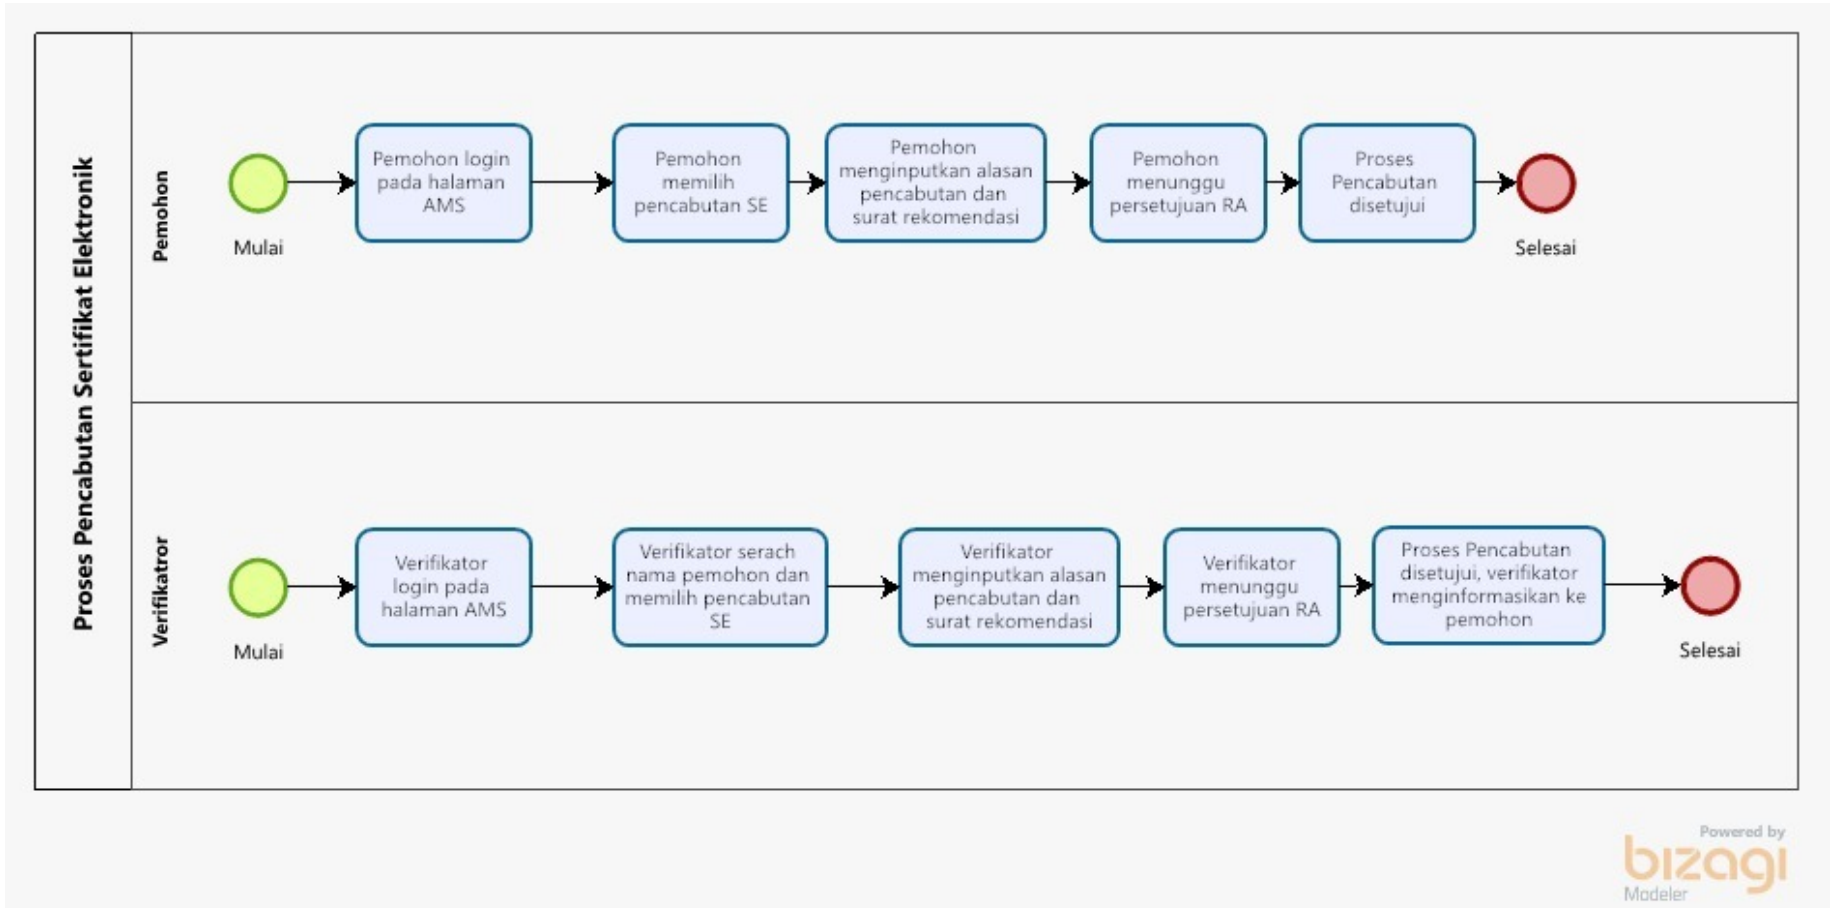 Proses Pencabutan Sertifikat Elektronik
Pemohon
Mulai
Pemohon login
pada halaman
AMS
Pemohon
memilih
pencabutan SE
Pemohon
menginputkan alasan
pencabutan dan
surat rekomendasi
Pemohon
menunggu
persetujuan RA
Proses
Pencabutan
disetujui
Selesai
Verifikatror
Mulai
Verifikator
login pada
halaman AMS
Verifikator serach
nama pemohon dan
memilih pencabutan
SE
Verifikator
menginputkan alasan
pencabutan dan
surat rekomendasi
Verifikator
menunggu
persetujuan RA
Proses Pencabutan
disetujui, verifikator
menginformasikan ke
pemohon
Selesai
Powered by
bizagi
Modeler